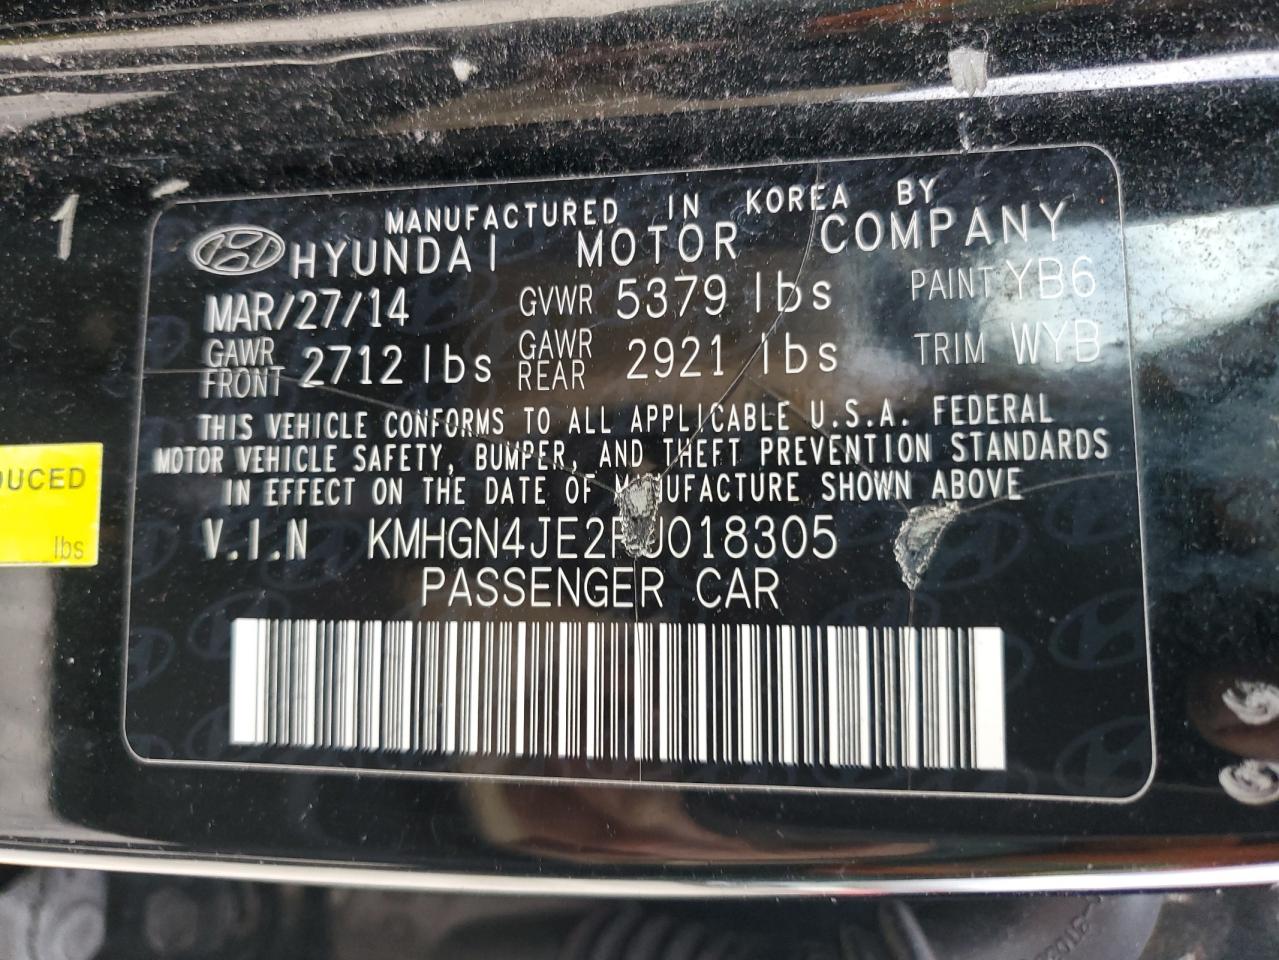 1
MANUFACTURED IN KOREA BY
HYUNDAI MOTOR COMPANY
MAR/27/14 GVWR 5379 lbs PAINT YB6
GAWR FRONT 2712 lbs GAWR REAR 2921 lbs TRIM WYB
THIS VEHICLE CONFORMS TO ALL APPLICABLE U.S.A. FEDERAL
MOTOR VEHICLE SAFETY, BUMPER, AND THEFT PREVENTION STANDARDS
IN EFFECT ON THE DATE OF MANUFACTURE SHOWN ABOVE
V.I.N KMHGN4JE2FU018305
PASSENGER CAR
DUCED
lbs